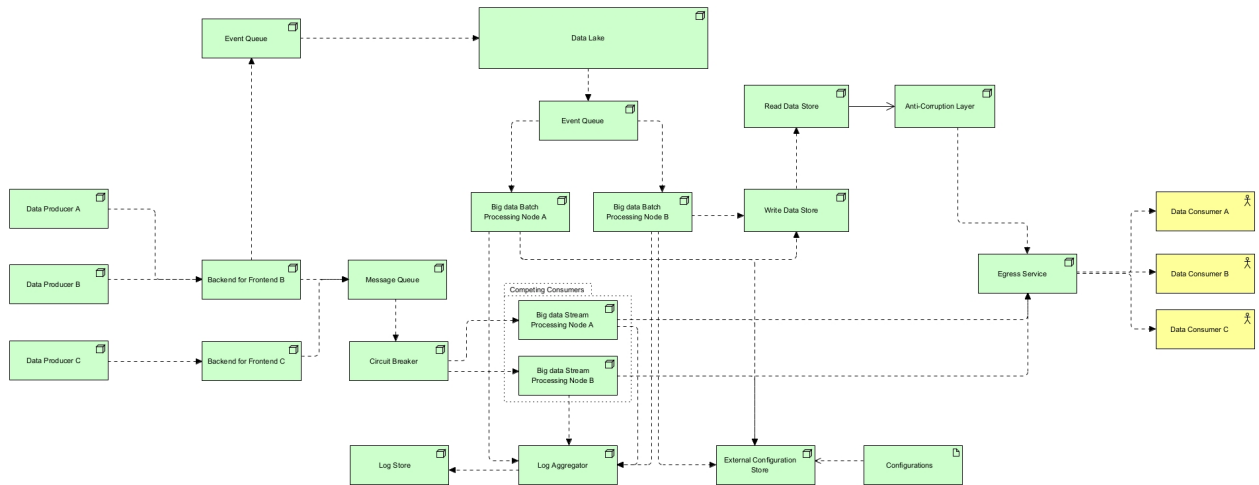 Event Queue
Data Lake
Event Queue
Read Data Store
Anti-Corruption Layer
Data Producer A
Big data Batch
Processing Node A
Big data Batch
Processing Node B
Write Data Store
Data Consumer A
Data Producer B
Backend for Frontend B
Message Queue
Egress Service
Data Consumer B
Competing Consumers
Big data Stream
Processing Node A
Data Consumer C
Data Producer C
Backend for Frontend C
Circuit Breaker
Big data Stream
Processing Node B
Log Store
Log Aggregator
External Configuration
Store
Configurations